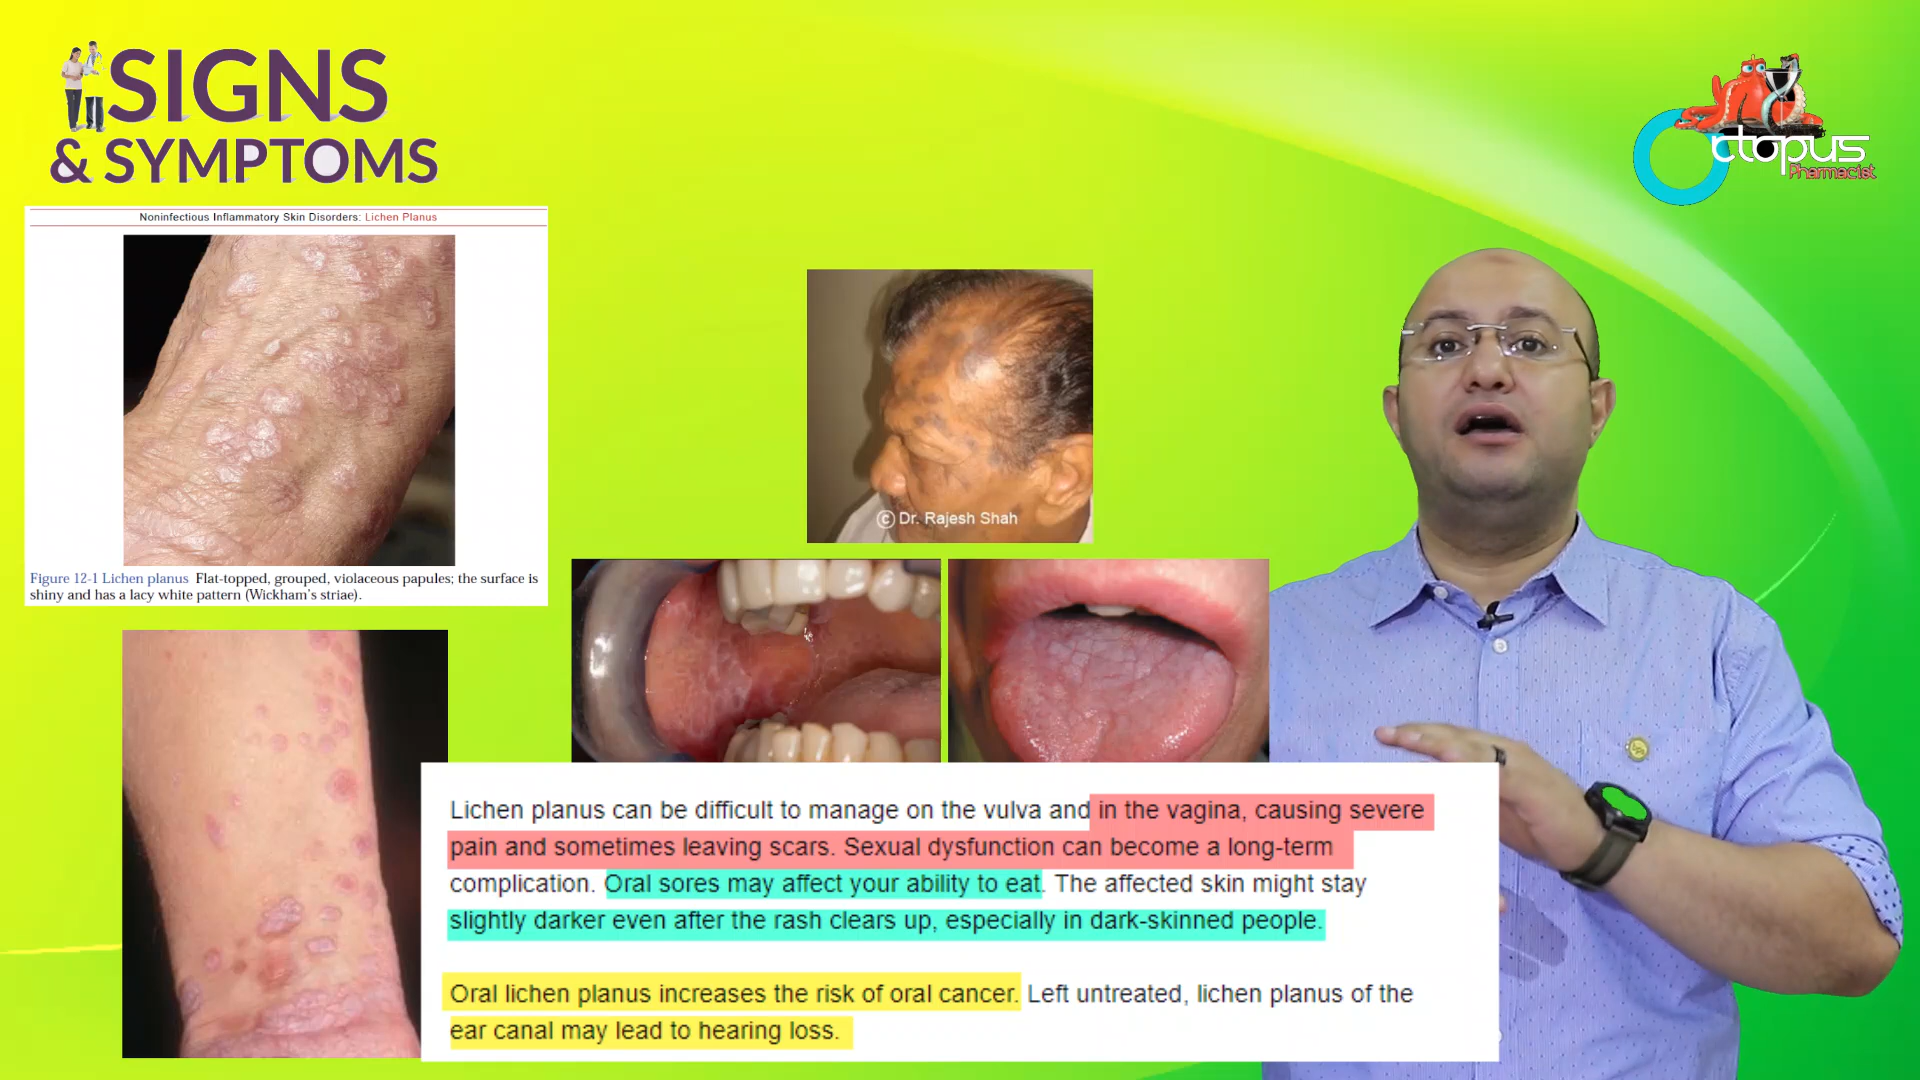 SIGNS
& SYMPTOMS
Octopus
Pharmacist
Noninfectious Inflammatory Skin Disorders: Lichen Planus
Figure 12-1 Lichen planus Flat-topped, grouped, violaceous papules; the surface is
shiny and has a lacy white pattern (Wickham's striae).
© Dr. Rajesh Shah
Lichen planus can be difficult to manage on the vulva and in the vagina, causing severe
pain and sometimes leaving scars. Sexual dysfunction can become a long-term
complication. Oral sores may affect your ability to eat. The affected skin might stay
slightly darker even after the rash clears up, especially in dark-skinned people.
Oral lichen planus increases the risk of oral cancer. Left untreated, lichen planus of the
ear canal may lead to hearing loss.